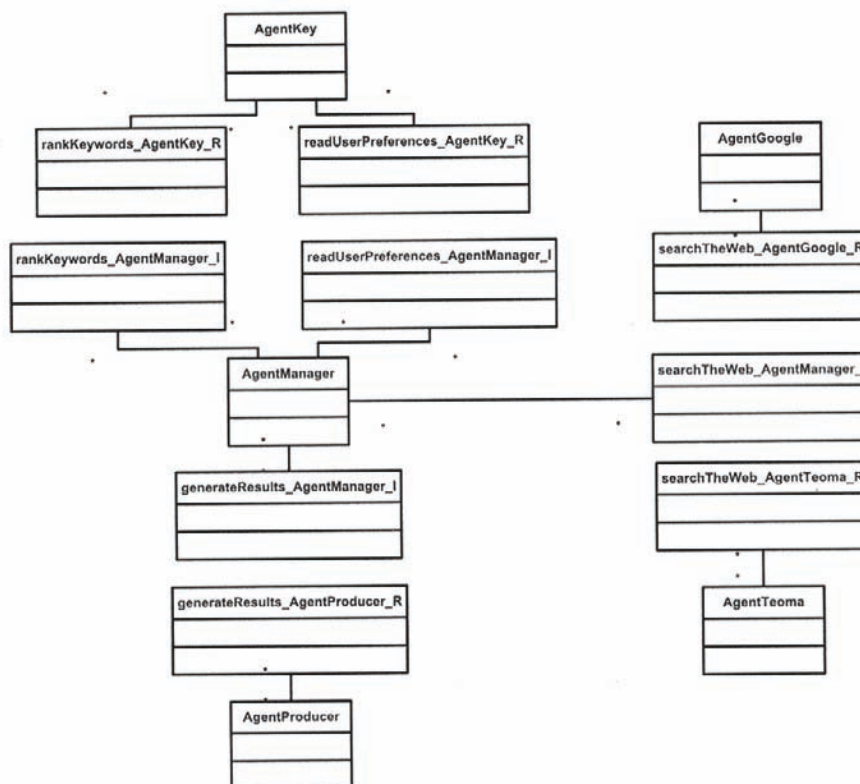 AgentKey
rankKeywords_AgentKey_R
readUserPreferences_AgentKey_R
AgentGoogle
searchTheWeb_AgentGoogle_R
rankKeywords_AgentManager_I
readUserPreferences_AgentManager_I
AgentManager
searchTheWeb_AgentManager_
generateResults_AgentManager_I
searchTheWeb_AgentTeoma_R
generateResults_AgentProducer_R
AgentTeoma
AgentProducer